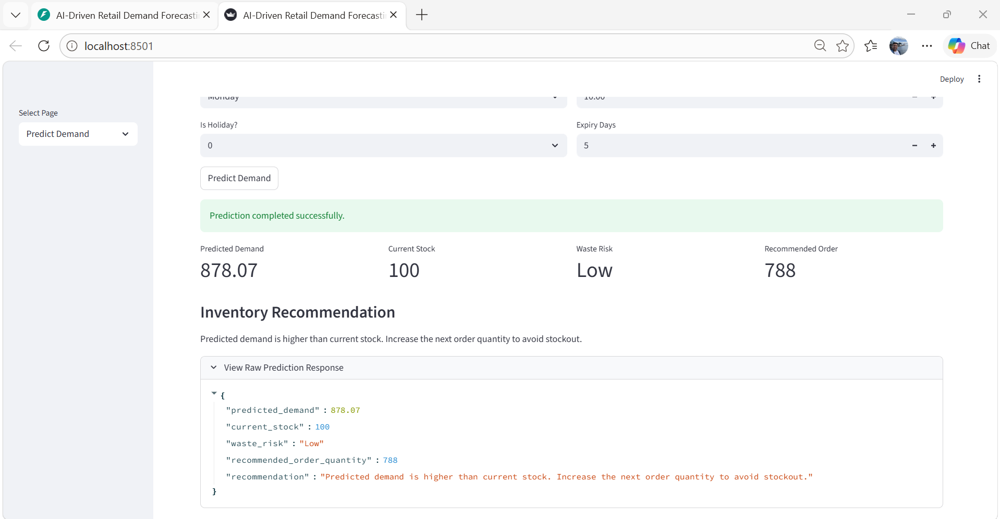 AI-Driven Retail Demand Forecasti
AI-Driven Retail Demand Forecasti
localhost:8501
Chat
Deploy
Select Page
Predict Demand
Monday
10.00
Is Holiday?
Expiry Days
0
5
Predict Demand
Prediction completed successfully.
Predicted Demand
Current Stock
Waste Risk
Recommended Order
878.07
100
Low
788
Inventory Recommendation
Predicted demand is higher than current stock. Increase the next order quantity to avoid stockout.
View Raw Prediction Response
{
"predicted_demand" : 878.07
"current_stock" : 100
"waste_risk" : "Low"
"recommended_order_quantity" : 788
"recommendation" : "Predicted demand is higher than current stock. Increase the next order quantity to avoid stockout."
}